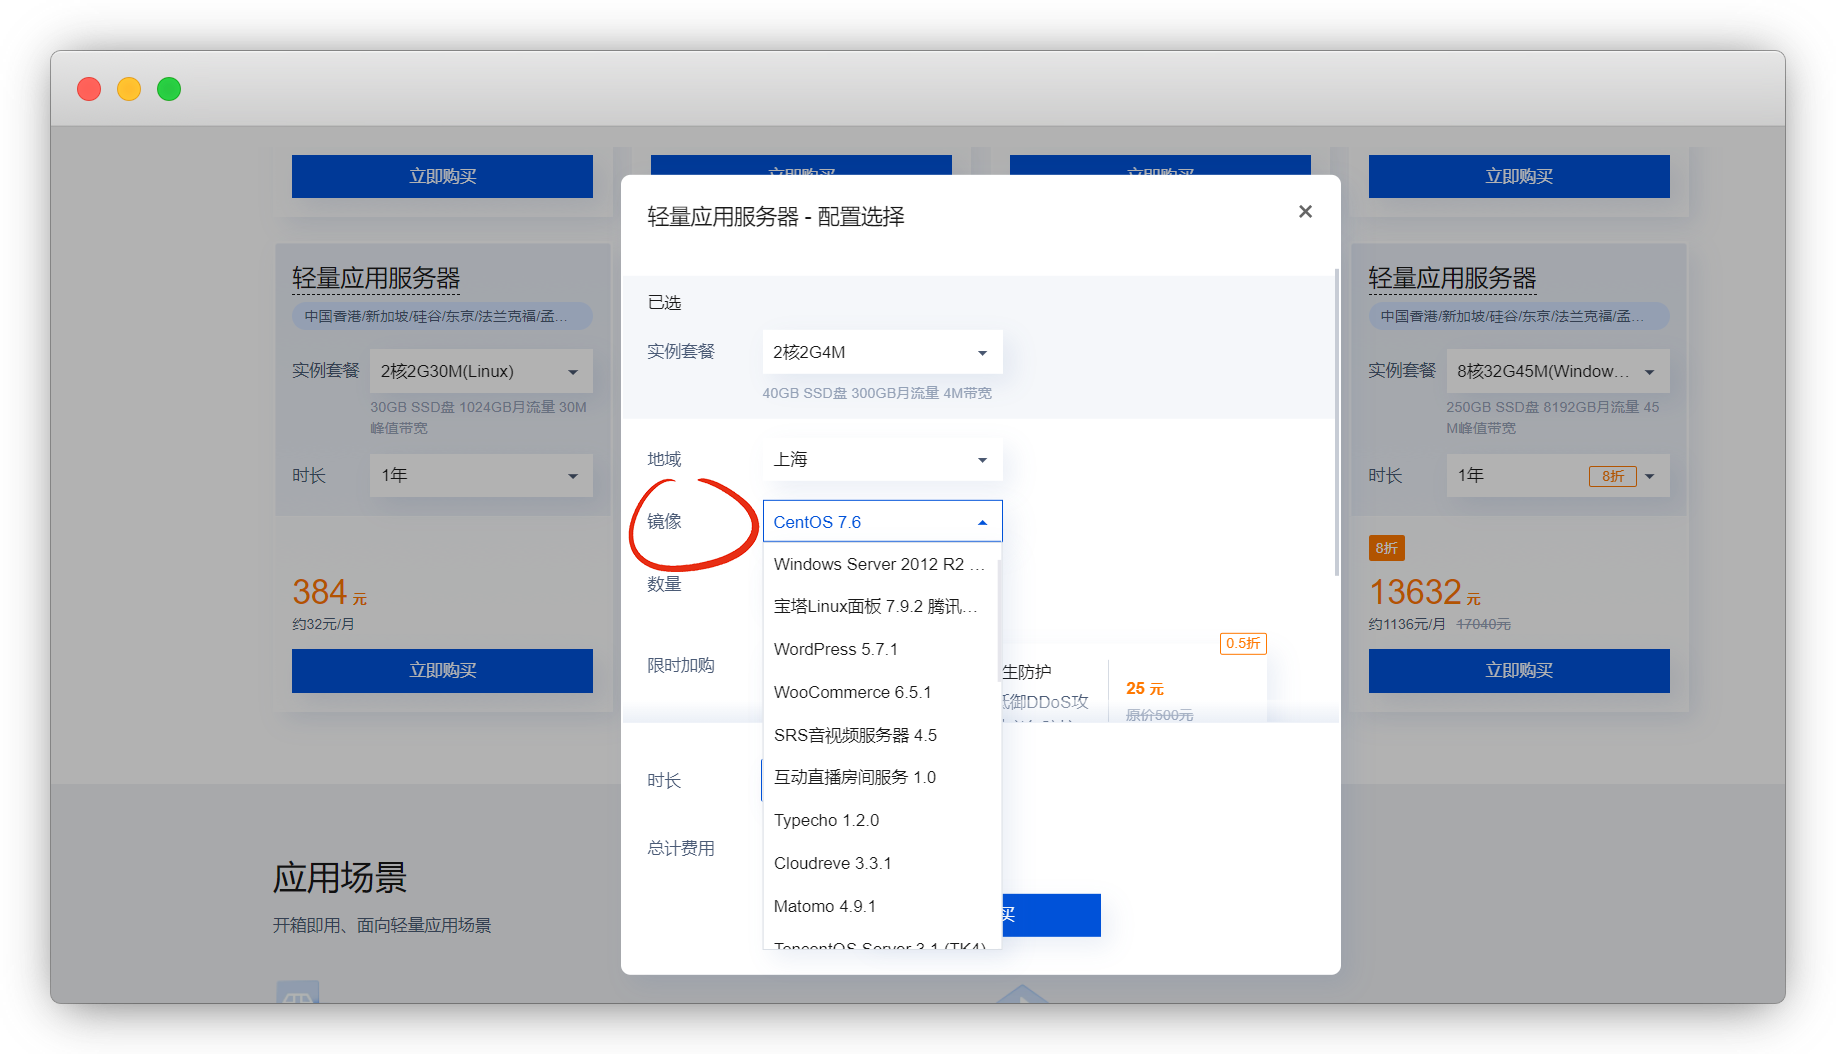 立即购买
立即购买
立即购买
立即购买
轻量应用服务器 - 配置选择
已选
实例套餐
2核2G4M
40GB SSD盘 300GB月流量 4M带宽
地域
上海
镜像
CentOS 7.6
Windows Server 2012 R2 ...
宝塔Linux面板 7.9.2 腾讯...
WordPress 5.7.1
WooCommerce 6.5.1
SRS音视频服务器 4.5
互动直播房间服务 1.0
Typecho 1.2.0
Cloudreve 3.3.1
Matomo 4.9.1
TencentOS Server 3.1 (TK4)
数量
限时加购
生防护
抵御DDoS攻
0.5折
25 元
原价500元
时长
总计费用
买
轻量应用服务器
中国香港/新加坡/硅谷/东京/法兰克福/孟...
实例套餐
2核2G30M(Linux)
30GB SSD盘 1024GB月流量 30M
峰值带宽
时长
1年
384 元
约32元/月
立即购买
轻量应用服务器
中国香港/新加坡/硅谷/东京/法兰克福/孟...
实例套餐
8核32G45M(Window...
250GB SSD盘 8192GB月流量 45
M峰值带宽
时长
1年 8折
8折
13632 元
约1136元/月 17040元
立即购买
应用场景
开箱即用、面向轻量应用场景